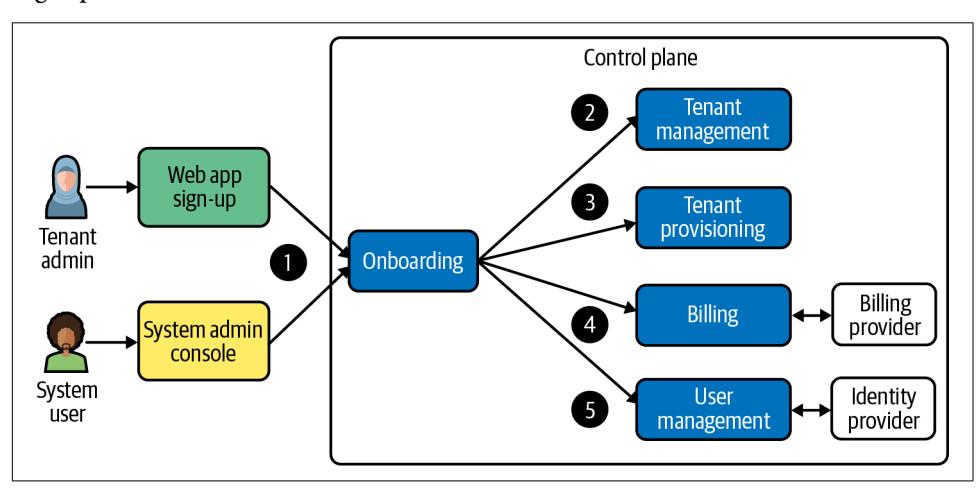 Control plane
2
Tenant
management
Web app
sign-up
3
Tenant
provisioning
Tenant
admin
1
Onboarding
System admin
console
4
Billing
Billing
provider
System
user
5
User
management
Identity
provider